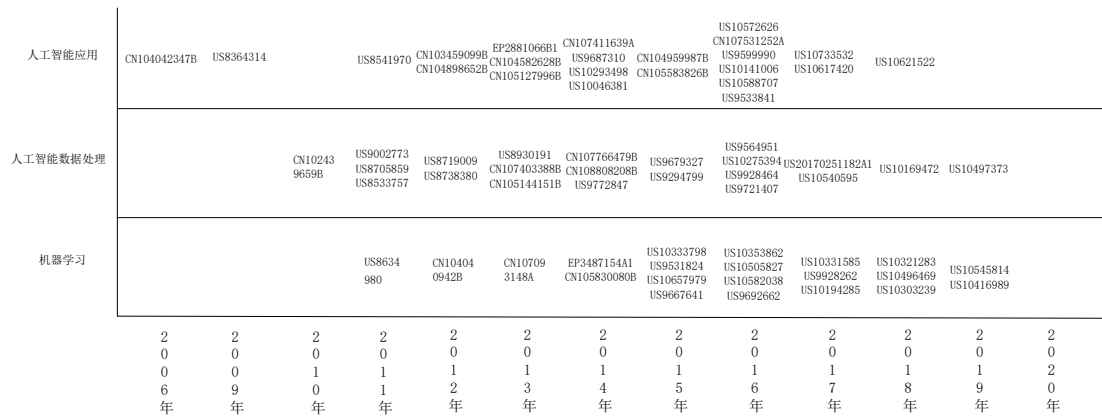 人工智能应用
CN104042347B
US8364314
US8541970
CN103459099B
CN104898652B
EP2881066B1
CN104582628B
CN105127996B
CN107411639A
US9687310
US10293498
US10046381
CN104959987B
CN105583826B
US10572626
CN107531252A
US9599990
US10141006
US10588707
US9533841
US10733532
US10617420
US10621522
人工智能数据处理
CN10243
9659B
US9002773
US8705859
US8533757
US8719009
US8738380
US8930191
CN107403388B
CN105144151B
CN107766479B
CN108808208B
US9772847
US9679327
US9294799
US9564951
US10275394
US9928464
US9721407
US20170251182A1
US10540595
US10169472
US10497373
机器学习
US8634
980
CN10404
0942B
CN10709
3148A
EP3487154A1
CN105830080B
US10333798
US9531824
US10657979
US9667641
US10353862
US10505827
US10582038
US9692662
US10331585
US9928262
US10194285
US10321283
US10496469
US10303239
US10545814
US10416989
2006年
2009年
2010年
2011年
2012年
2013年
2014年
2015年
2016年
2017年
2018年
2019年
2020年